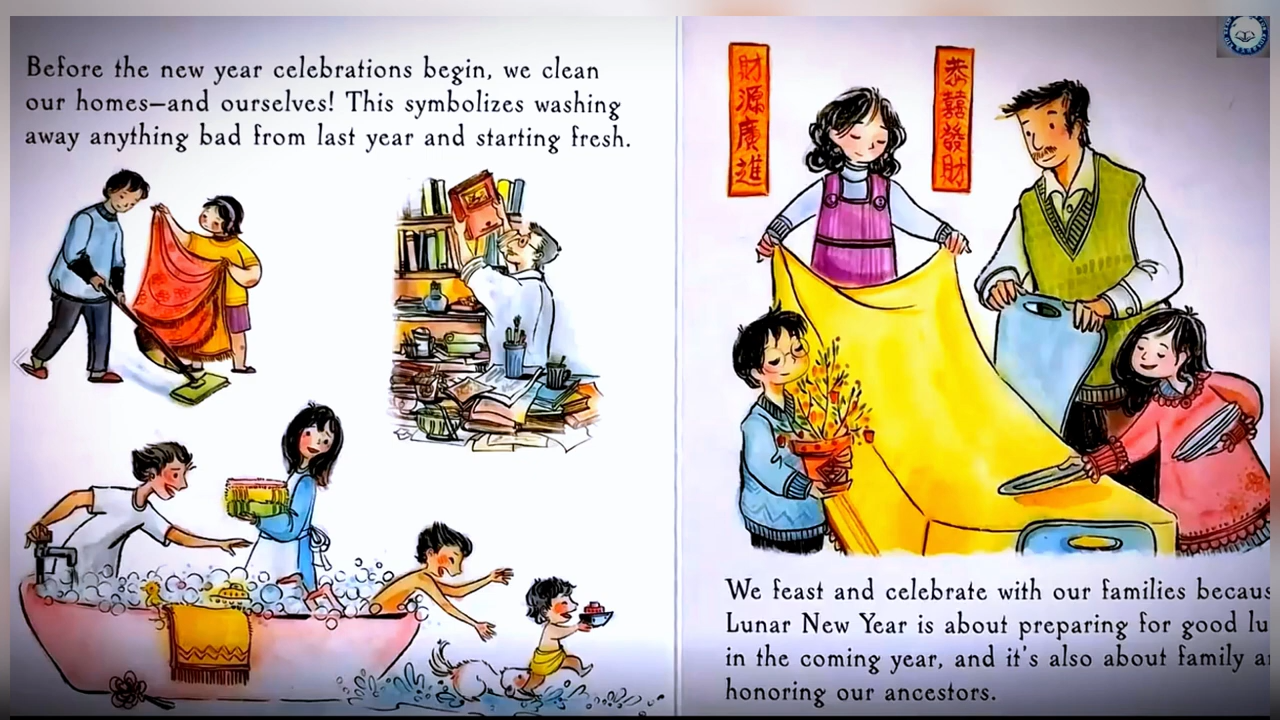 Before the new year celebrations begin, we clean
our homes—and ourselves! This symbolizes washing
away anything bad from last year and starting fresh.
財源廣進
恭囍發財
We feast and celebrate with our families becaus
Lunar New Year is about preparing for good lu
in the coming year, and it's also about family a
honoring our ancestors.